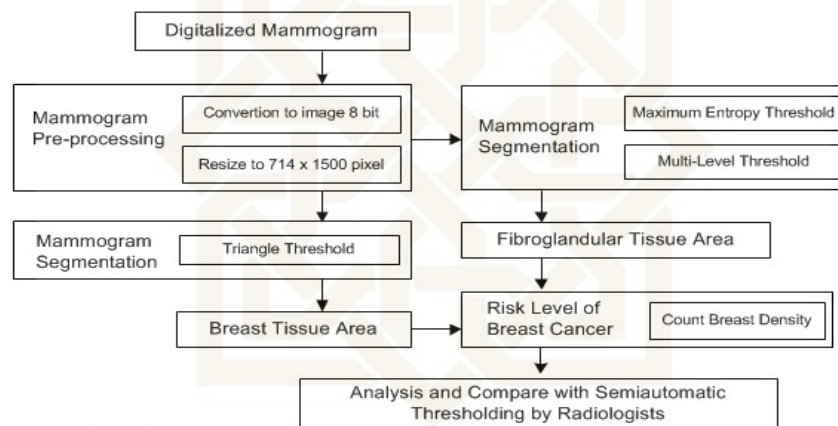 Digitalized Mammogram
Mammogram
Pre-processing
Convertion to image 8 bit
Resize to 714 x 1500 pixel
Mammogram
Segmentation
Maximum Entropy Threshold
Multi-Level Threshold
Mammogram
Segmentation
Triangle Threshold
Fibroglandular Tissue Area
Breast Tissue Area
Risk Level of
Breast Cancer
Count Breast Density
Analysis and Compare with Semiautomatic
Thresholding by Radiologists